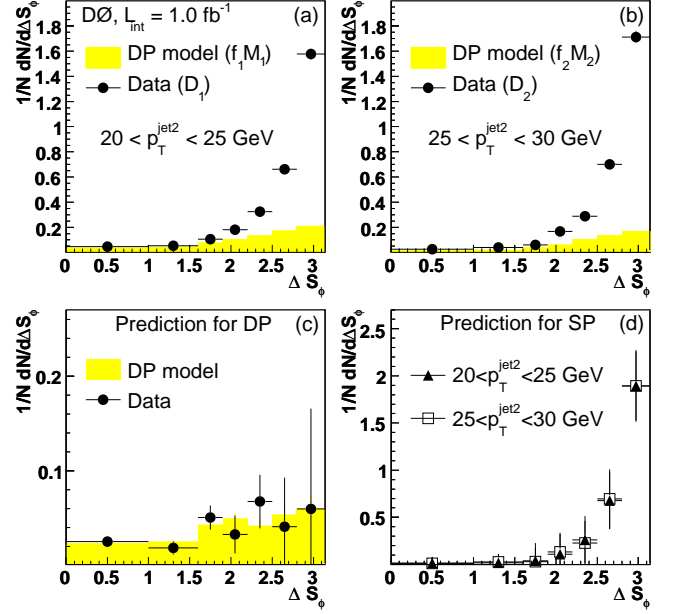 DØ, L_int = 1.0 fb⁻¹ (a)
DP model (f₁M₁)
Data (D₁)
20 < p_T^jet2 < 25 GeV
1/N dN/dΔS_ϕ
1.8
1.6
1.4
1.2
1
0.8
0.6
0.4
0.2
0 0.5 1 1.5 2 2.5 3
Δ S_ϕ
(b)
DP model (f₂M₂)
Data (D₂)
25 < p_T^jet2 < 30 GeV
1/N dN/dΔS_ϕ
1.8
1.6
1.4
1.2
1
0.8
0.6
0.4
0.2
0 0.5 1 1.5 2 2.5 3
Δ S_ϕ
Prediction for DP (c)
DP model
Data
1/N dN/dΔS_ϕ
0.2
0.1
0 0.5 1 1.5 2 2.5 3
Δ S_ϕ
Prediction for SP (d)
20<p_T^jet2<25 GeV
25<p_T^jet2<30 GeV
1/N dN/dΔS_ϕ
2.5
2
1.5
1
0.5
0 0.5 1 1.5 2 2.5 3
Δ S_ϕ